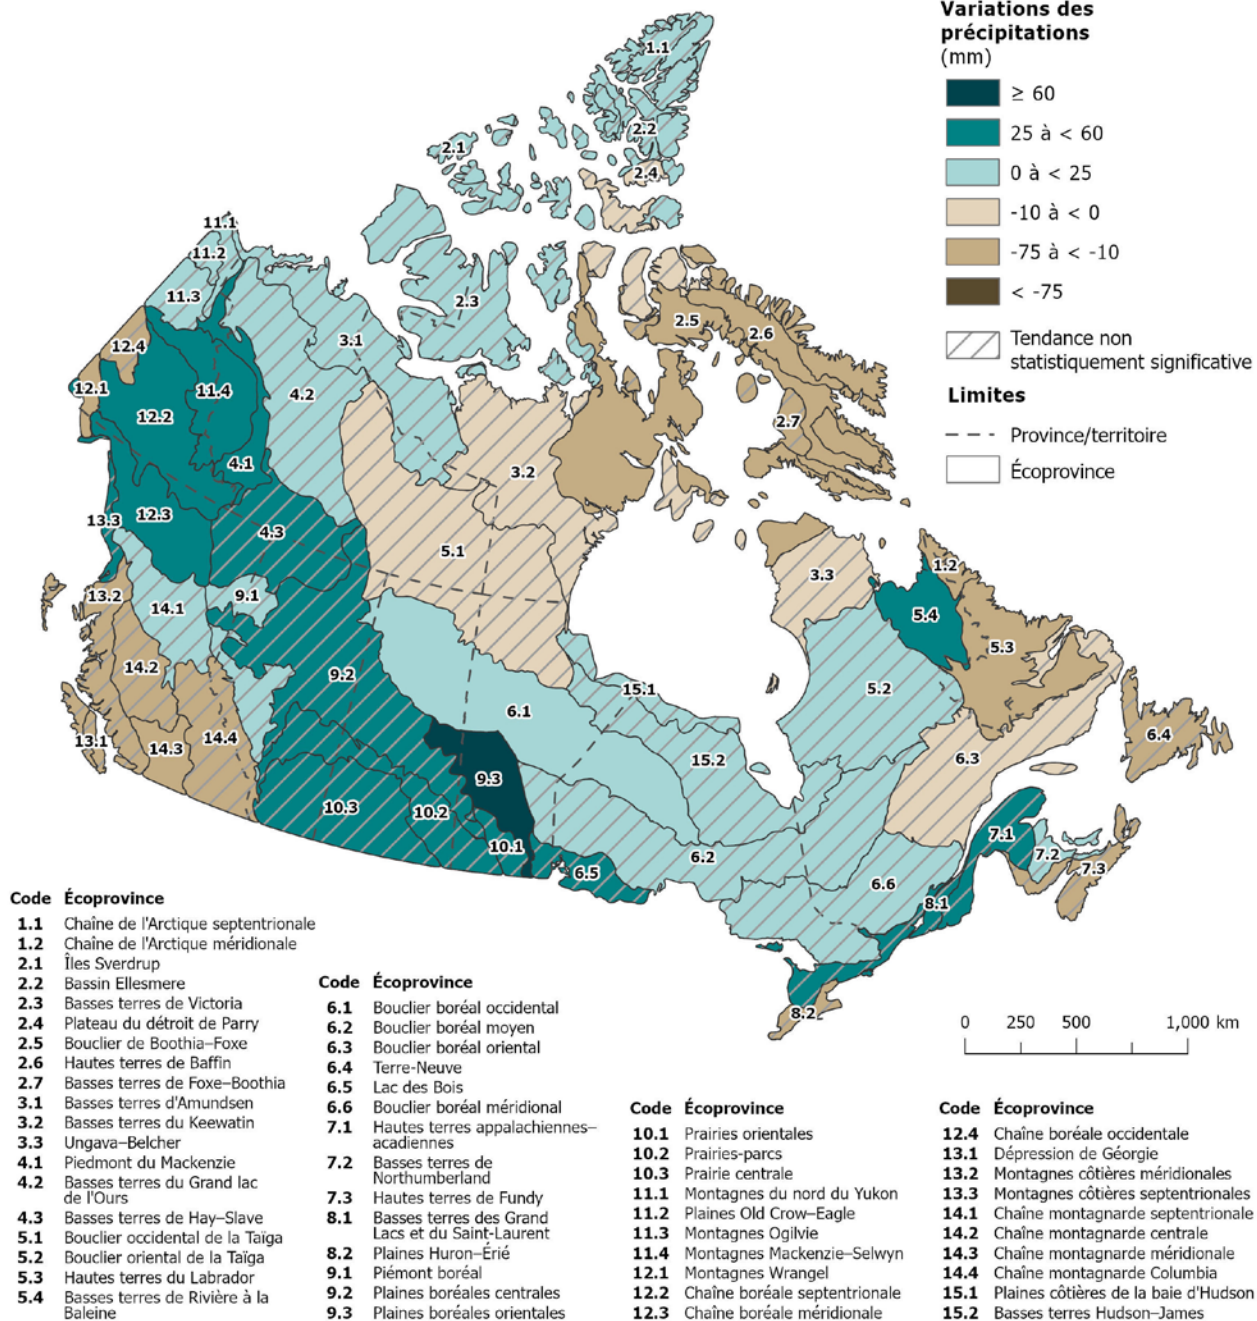 Variations des
précipitations
(mm)
≥ 60
25 à < 60
0 à < 25
-10 à < 0
-75 à < -10
< -75
Tendance non
statistiquement significative
Limites
Province/territoire
Écoprovince
1.1
2.2
2.1
2.4
11.1
11.2
11.3
2.3
2.5
2.6
3.1
12.4
12.1
11.4
4.2
12.2
2.7
4.1
3.2
12.3
13.3
4.3
5.1
1.2
3.3
13.2
14.1
9.1
5.4
5.3
14.2
9.2
15.1
5.2
6.1
13.1
14.3
14.4
6.4
15.2
6.3
9.3
10.3
10.2
10.1
7.1
7.2
7.3
6.2
6.5
6.6
8.1
8.2
0 250 500 1,000 km
Code Écoprovince
1.1 Chaîne de l'Arctique septentrionale
1.2 Chaîne de l'Arctique méridionale
2.1 Îles Sverdrup
2.2 Bassin Ellesmere
2.3 Basses terres de Victoria
2.4 Plateau du détroit de Parry
2.5 Bouclier de Boothia–Foxe
2.6 Hautes terres de Baffin
2.7 Basses terres de Foxe–Boothia
3.1 Basses terres d'Amundsen
3.2 Basses terres du Keewatin
3.3 Ungava–Belcher
4.1 Piedmont du Mackenzie
4.2 Basses terres du Grand lac
de l'Ours
4.3 Basses terres de Hay–Slave
5.1 Bouclier occidental de la Taïga
5.2 Bouclier oriental de la Taïga
5.3 Hautes terres du Labrador
5.4 Basses terres de Rivière à la
Baleine
Code Écoprovince
6.1 Bouclier boréal occidental
6.2 Bouclier boréal moyen
6.3 Bouclier boréal oriental
6.4 Terre-Neuve
6.5 Lac des Bois
6.6 Bouclier boréal méridional
7.1 Hautes terres appalachiennes–
acadiennes
7.2 Basses terres de
Northumberland
7.3 Hautes terres de Fundy
8.1 Basses terres des Grand
Lacs et du Saint-Laurent
8.2 Plaines Huron–Érié
9.1 Piémont boréal
9.2 Plaines boréales centrales
9.3 Plaines boréales orientales
Code Écoprovince
10.1 Prairies orientales
10.2 Prairies-parcs
10.3 Prairie centrale
11.1 Montagnes du nord du Yukon
11.2 Plaines Old Crow–Eagle
11.3 Montagnes Ogilvie
11.4 Montagnes Mackenzie–Selwyn
12.1 Montagnes Wrangel
12.2 Chaîne boréale septentrionale
12.3 Chaîne boréale méridionale
Code Écoprovince
12.4 Chaîne boréale occidentale
13.1 Dépression de Géorgie
13.2 Montagnes côtières méridionales
13.3 Montagnes côtières septentrionales
14.1 Chaîne montagnarde septentrionale
14.2 Chaîne montagnarde centrale
14.3 Chaîne montagnarde méridionale
14.4 Chaîne montagnarde Columbia
15.1 Plaines côtières de la baie d'Hudson
15.2 Basses terres Hudson–James